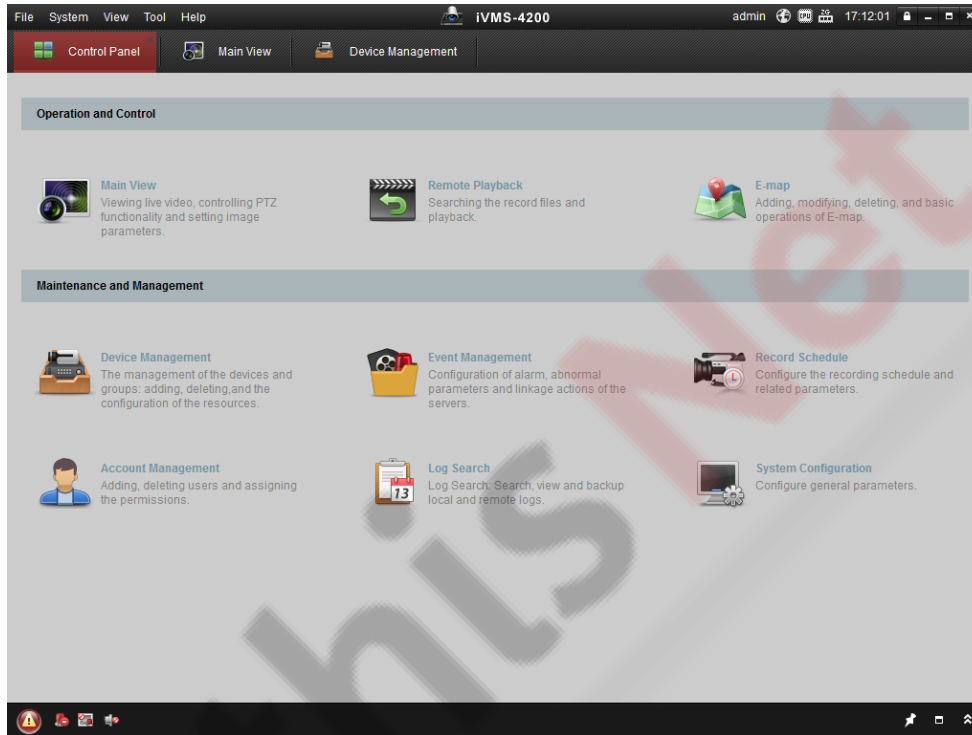 File System View Tool Help
iVMS-4200
admin
17:12:01
Control Panel
Main View
Device Management
Operation and Control
Main View
Viewing live video, controlling PTZ
functionality and setting image
parameters.
Remote Playback
Searching the record files and
playback.
E-map
Adding, modifying, deleting, and basic
operations of E-map.
Maintenance and Management
Device Management
The management of the devices and
groups: adding, deleting,and the
configuration of the resources.
Event Management
Configuration of alarm, abnormal
parameters and linkage actions of the
servers.
Record Schedule
Configure the recording schedule and
related parameters.
Account Management
Adding, deleting users and assigning
the permissions.
13
Log Search
Log Search. Search, view and backup
local and remote logs.
System Configuration
Configure general parameters.
his Net